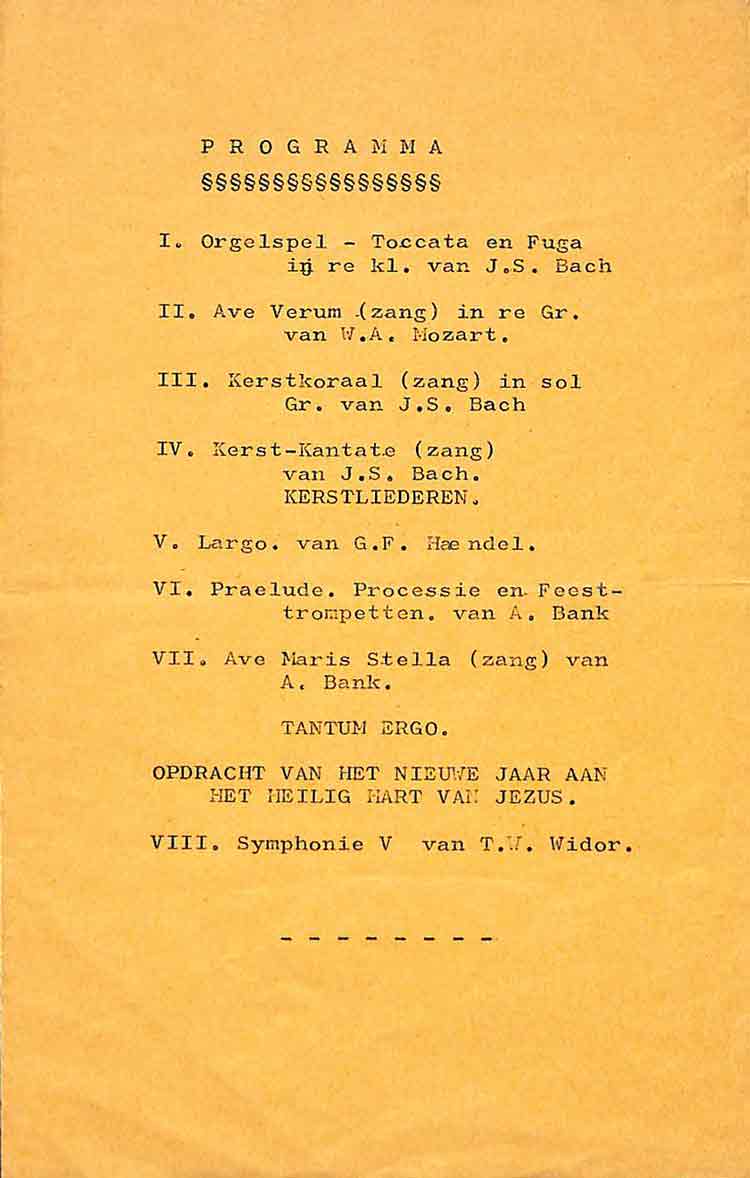 P R O G R A M M A
§§§§§§§§§§§§§§§§§
I. Orgelspel - Toccata en Fuga
in re kl. van J.S. Bach
II. Ave Verum (zang) in re Gr.
van W.A. Mozart.
III. Kerstkoraal (zang) in sol
Gr. van J.S. Bach
IV. Kerst-Kantate (zang)
van J.S. Bach.
KERSTLIEDEREN.
V. Largo. van G.F. Haendel.
VI. Praelude. Processie en Feest-
trompetten. van A. Bank
VII. Ave Maris Stella (zang) van
A. Bank.
TANTUM ERGO.
OPDRACHT VAN HET NIEUWE JAAR AAN
HET HEILIG HART VAN JEZUS.
VIII. Symphonie V van T.W. Widor.
- - - - - - - -